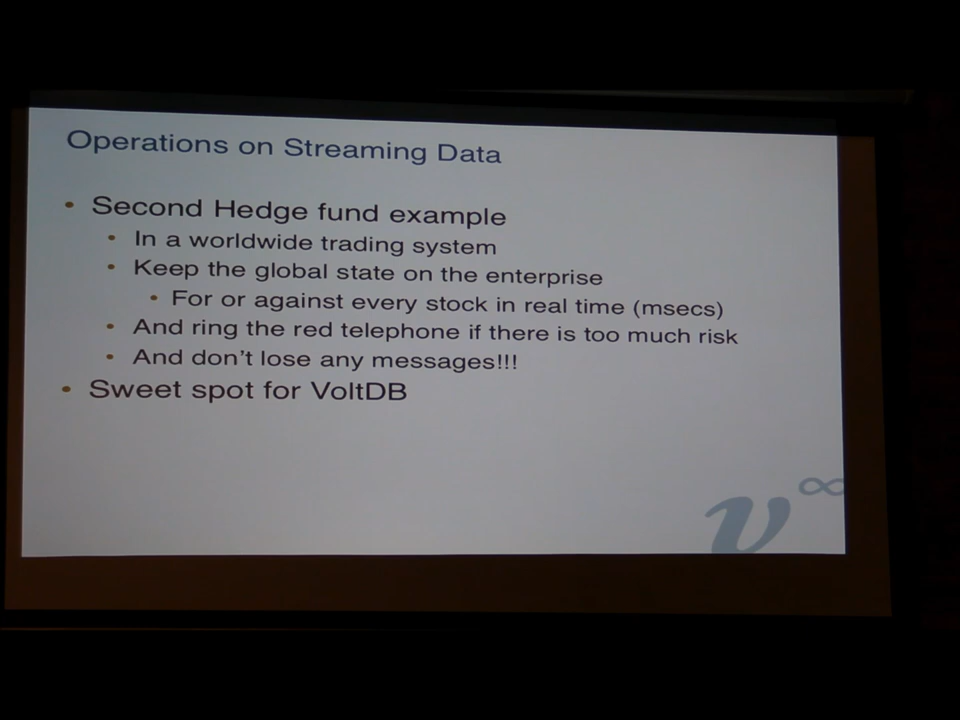 Operations on Streaming Data
• Second Hedge fund example
• In a worldwide trading system
• Keep the global state on the enterprise
• For or against every stock in real time (msecs)
• And ring the red telephone if there is too much risk
• And don't lose any messages!!!
• Sweet spot for VoltDB
v∞